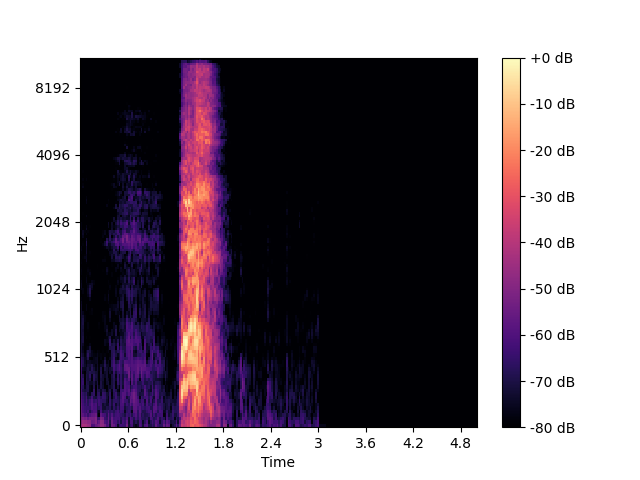 +0 dB
8192
-10 dB
4096
-20 dB
-30 dB
2048
Hz
-40 dB
1024
-50 dB
-60 dB
512
-70 dB
0
-80 dB
0 0.6 1.2 1.8 2.4 3 3.6 4.2 4.8
Time